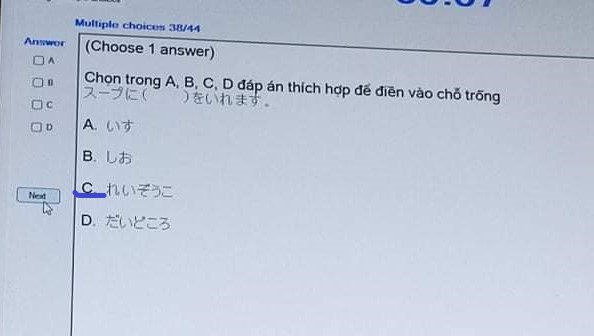 Multiple choices 38/44
Answer
(Choose 1 answer)
A
B
C
D
Chọn trong A, B, C, D đáp án thích hợp để điền vào chỗ trống
スープに( )をいれます。
A. いす
B. しお
C. れいぞうこ
D. だいどころ
Next